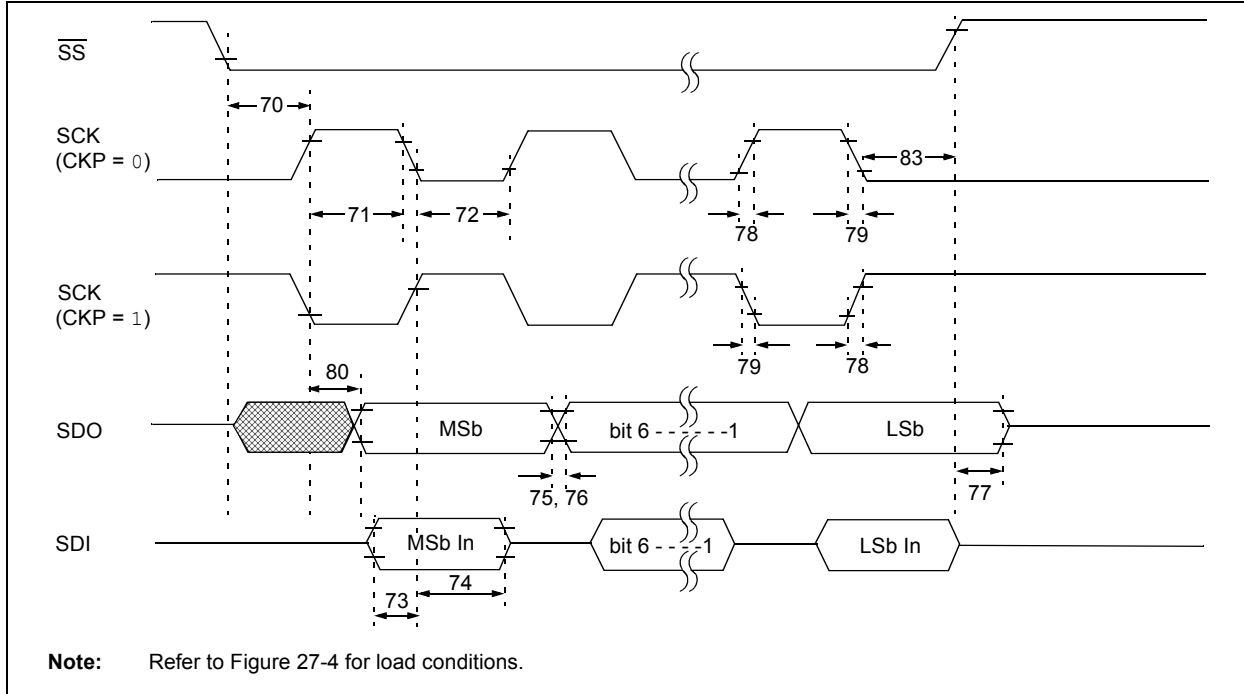 SS
70
SCK
(CKP = 0)
83
71
72
78
79
SCK
(CKP = 1)
79
78
80
SDO
MSb
bit 6 - - - - - -1
LSb
75, 76
77
SDI
MSb In
bit 6 - - - -1
LSb In
73
74
Note: Refer to Figure 27-4 for load conditions.